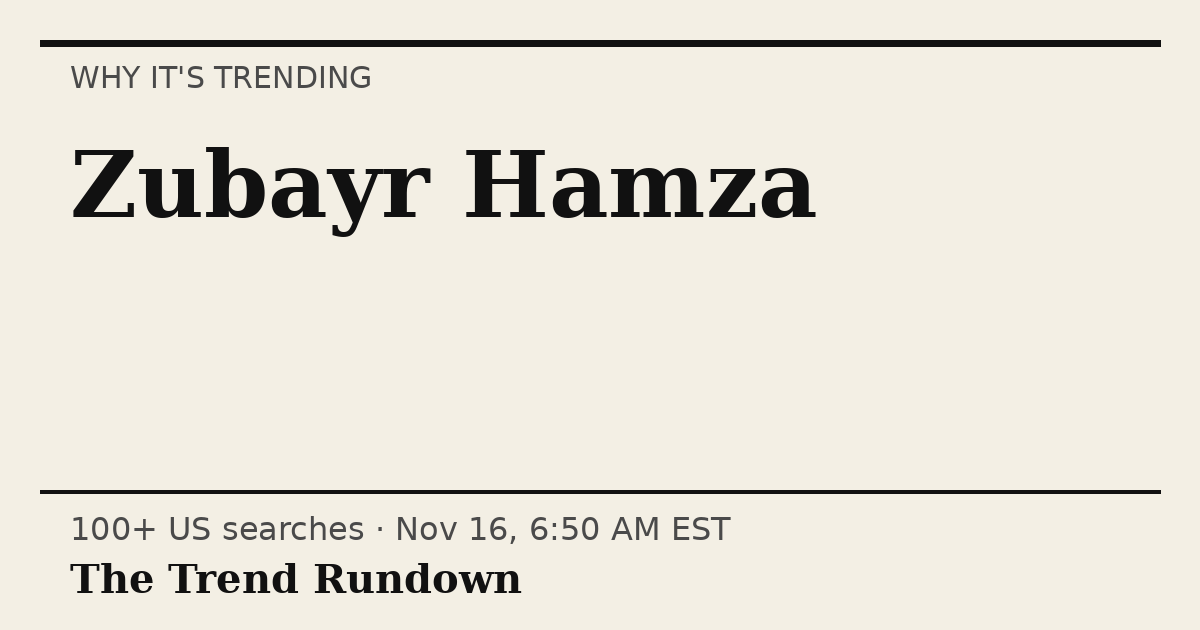 WHY IT'S TRENDING
Zubayr Hamza
100+ US searches · Nov 16, 6:50 AM EST
The Trend Rundown